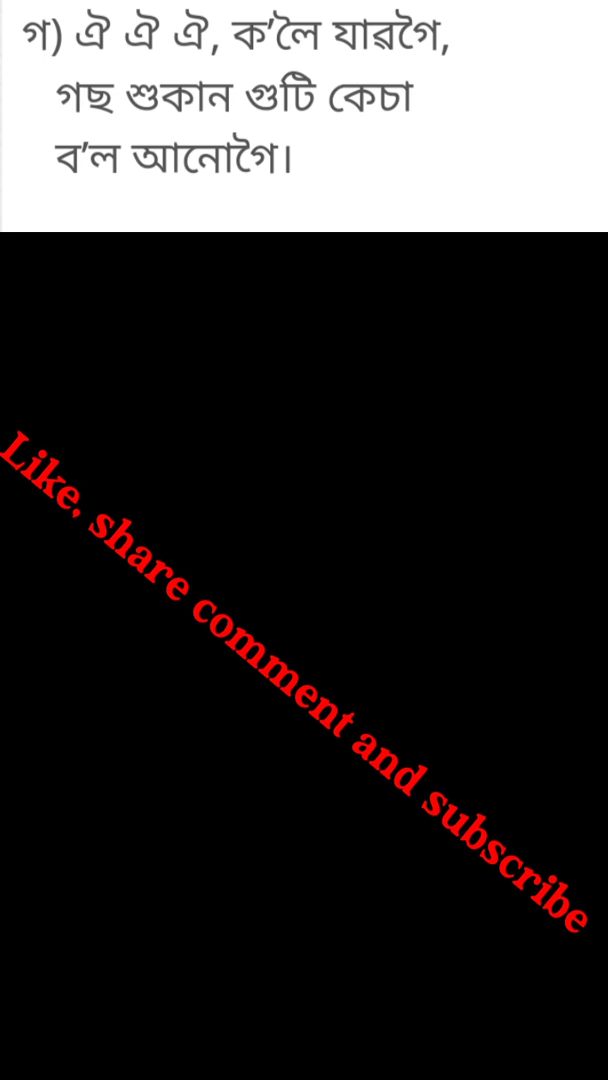 গ) ঐ ঐ ঐ, ক’লৈ যাৱগৈ,
গছ শুকান গুটি কেচা
ব’ল আনোগৈ।
Like, share comment and subscribe